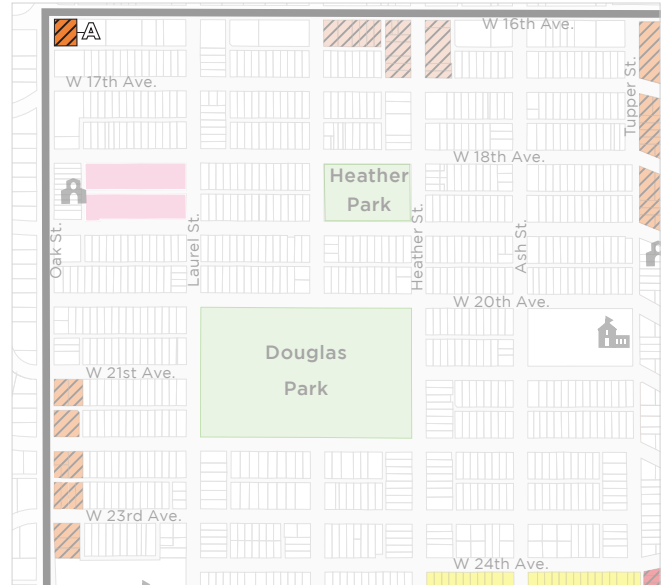 A
W 16th Ave.
W 17th Ave.
Tupper St.
W 18th Ave.
Heather
Park
Oak St.
Laurel St.
Heather St.
Ash St.
W 20th Ave.
Douglas
Park
W 21st Ave.
W 23rd Ave.
W 24th Ave.